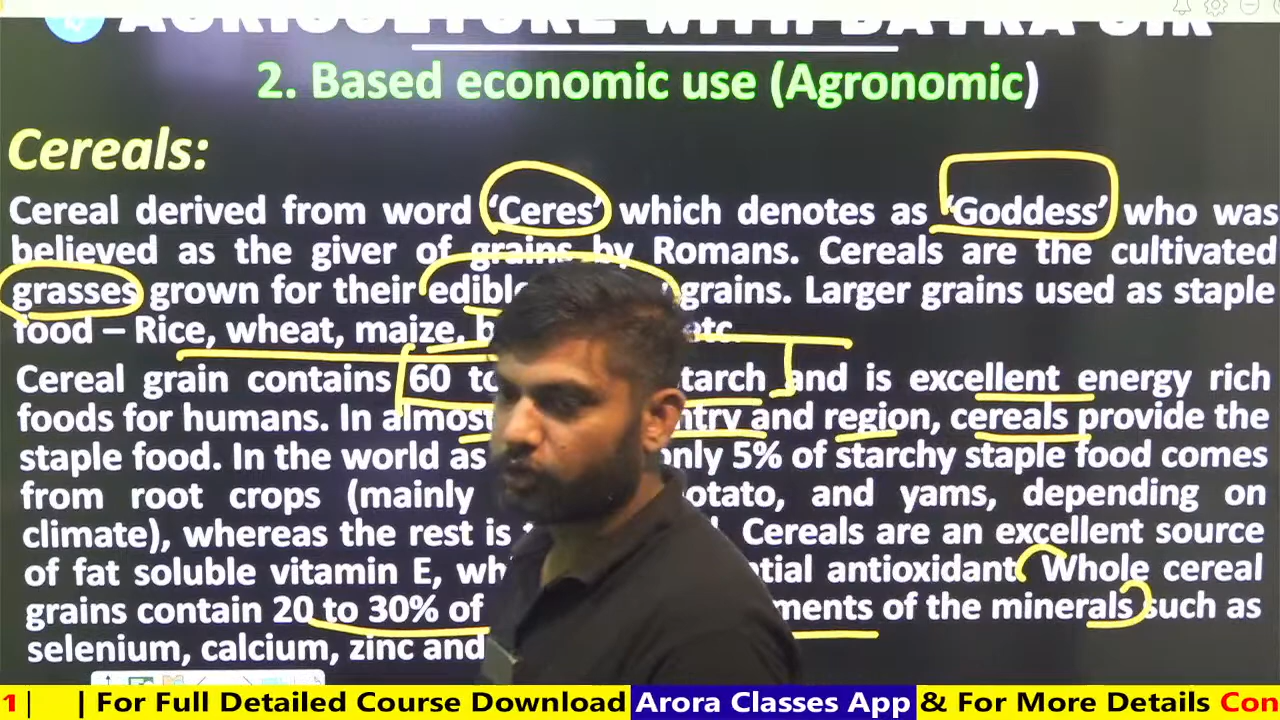 AGRICULTURE WITH BATRA SIR
2. Based economic use (Agronomic)
Cereals:
Cereal derived from word ‘Ceres’ which denotes as ‘Goddess’ who was
believed as the giver of grains by Romans. Cereals are the cultivated
grasses grown for their grains. Larger grains used as staple
food – Rice, wheat, maize, etc.
Cereal grain contains 60 to starch and is excellent energy rich
foods for humans. In almost and region, cereals provide the
staple food. In the world as only 5% of starchy staple food comes
from root crops (mainly and yams, depending on
climate), whereas the rest is Cereals are an excellent source
of fat soluble vitamin E, antioxidant. Whole cereal
grains contain 20 to 30% of of the minerals such as
selenium, calcium, zinc and
1 | | For Full Detailed Course Download Arora Classes App & For More Details Con